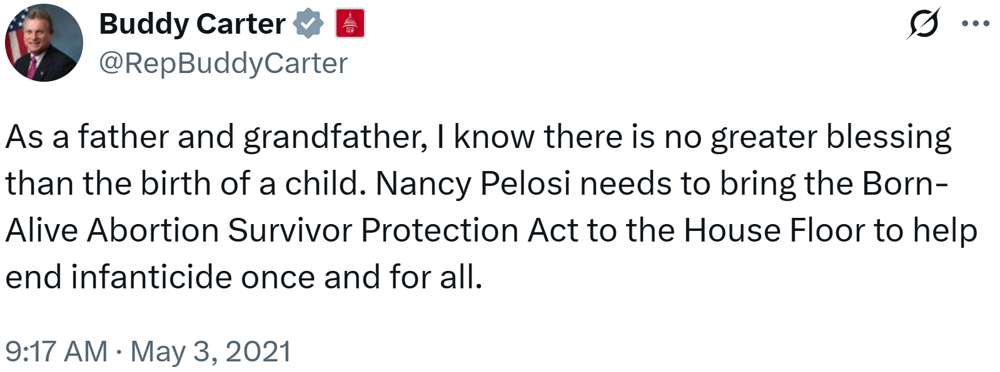 Buddy Carter
HOUSE
GOP
@RepBuddyCarter
As a father and grandfather, I know there is no greater blessing
than the birth of a child. Nancy Pelosi needs to bring the Born-
Alive Abortion Survivor Protection Act to the House Floor to help
end infanticide once and for all.
9:17 AM · May 3, 2021